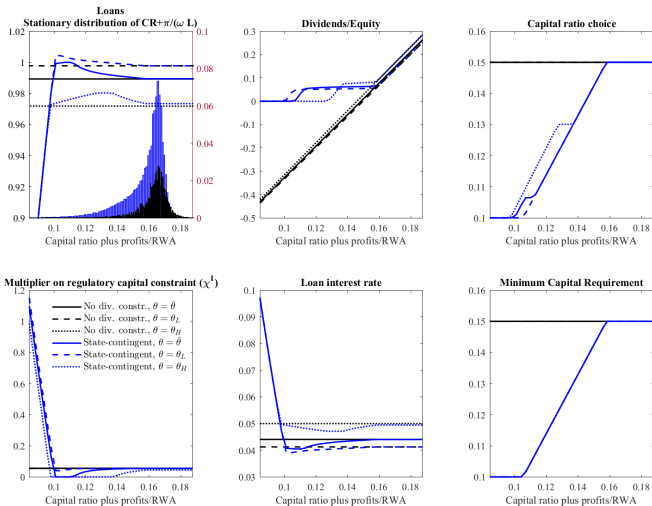 Loans
Stationary distribution of CR+π/(ω L)
1.02
1
0.98
0.96
0.94
0.92
0.9
0.1
0.08
0.06
0.04
0.02
0
0.1 0.12 0.14 0.16 0.18
Capital ratio plus profits/RWA
Dividends/Equity
0.3
0.2
0.1
0
-0.1
-0.2
-0.3
-0.4
-0.5
0.1 0.12 0.14 0.16 0.18
Capital ratio plus profits/RWA
Capital ratio choice
0.15
0.14
0.13
0.12
0.11
0.1
0.1 0.12 0.14 0.16 0.18
Capital ratio plus profits/RWA
Multiplier on regulatory capital constraint (χ¹)
1.2
1
0.8
0.6
0.4
0.2
0
No div. constr., θ = θ̄
No div. constr., θ = θ_L
No div. constr., θ = θ_H
State-contingent, θ = θ̄
State-contingent, θ = θ_L
State-contingent, θ = θ_H
0.1 0.12 0.14 0.16 0.18
Capital ratio plus profits/RWA
Loan interest rate
0.1
0.09
0.08
0.07
0.06
0.05
0.04
0.03
0.1 0.12 0.14 0.16 0.18
Capital ratio plus profits/RWA
Minimum Capital Requirement
0.15
0.14
0.13
0.12
0.11
0.1
0.1 0.12 0.14 0.16 0.18
Capital ratio plus profits/RWA